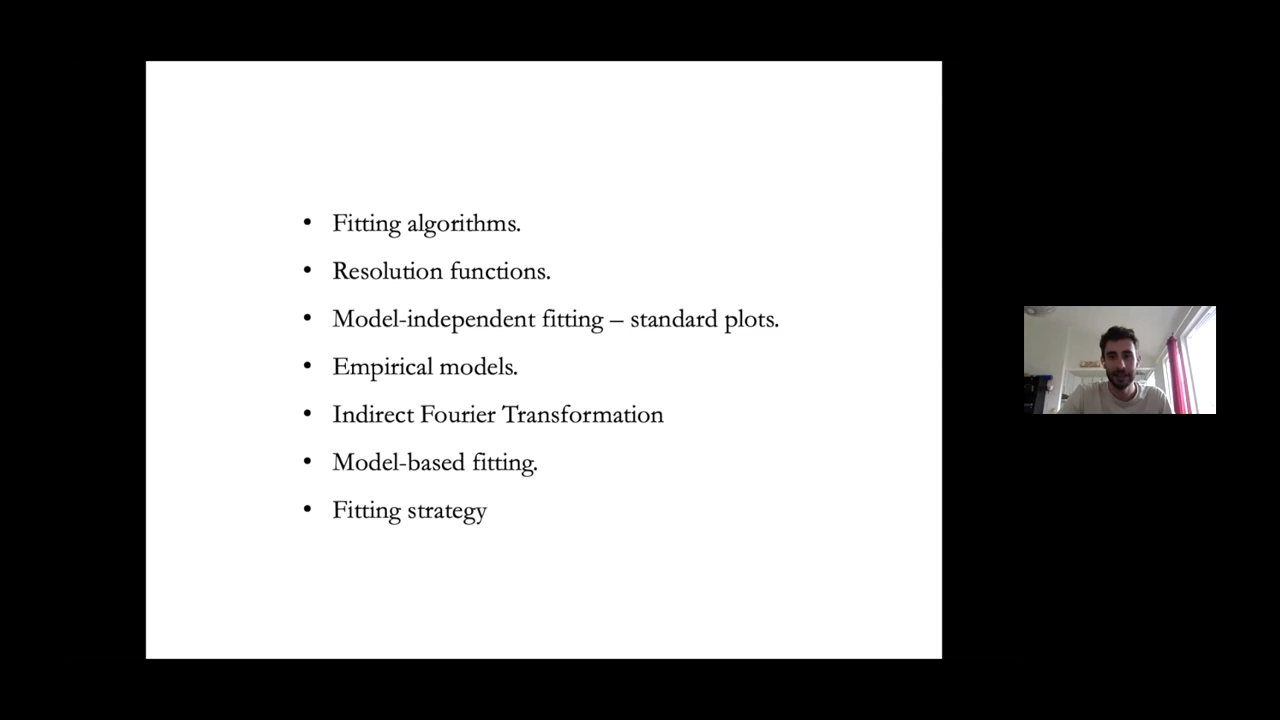 • Fitting algorithms.
• Resolution functions.
• Model-independent fitting – standard plots.
• Empirical models.
• Indirect Fourier Transformation
• Model-based fitting.
• Fitting strategy